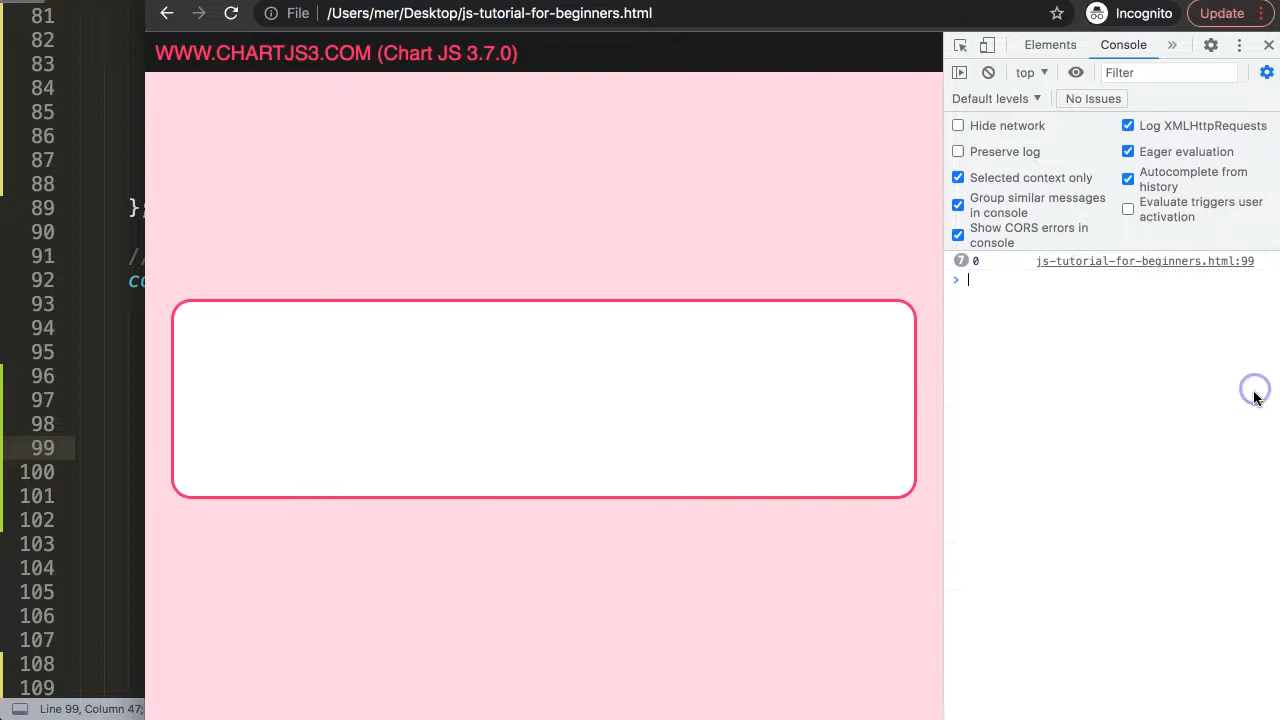 81
82
83
84
85
86
87
88
89 };
90
91 //
92 co
93
94
95
96
97
98
99
100
101
102
103
104
105
106
107
108
109
Line 99, Column 47;
File /Users/mer/Desktop/js-tutorial-for-beginners.html
Incognito
Update
WWW.CHARTJS3.COM (Chart JS 3.7.0)
Elements Console »
top Filter
Default levels No Issues
Hide network
Log XMLHttpRequests
Preserve log
Eager evaluation
Selected context only
Autocomplete from
history
Group similar messages
in console
Evaluate triggers user
activation
Show CORS errors in
console
7 0 js-tutorial-for-beginners.html:99
>